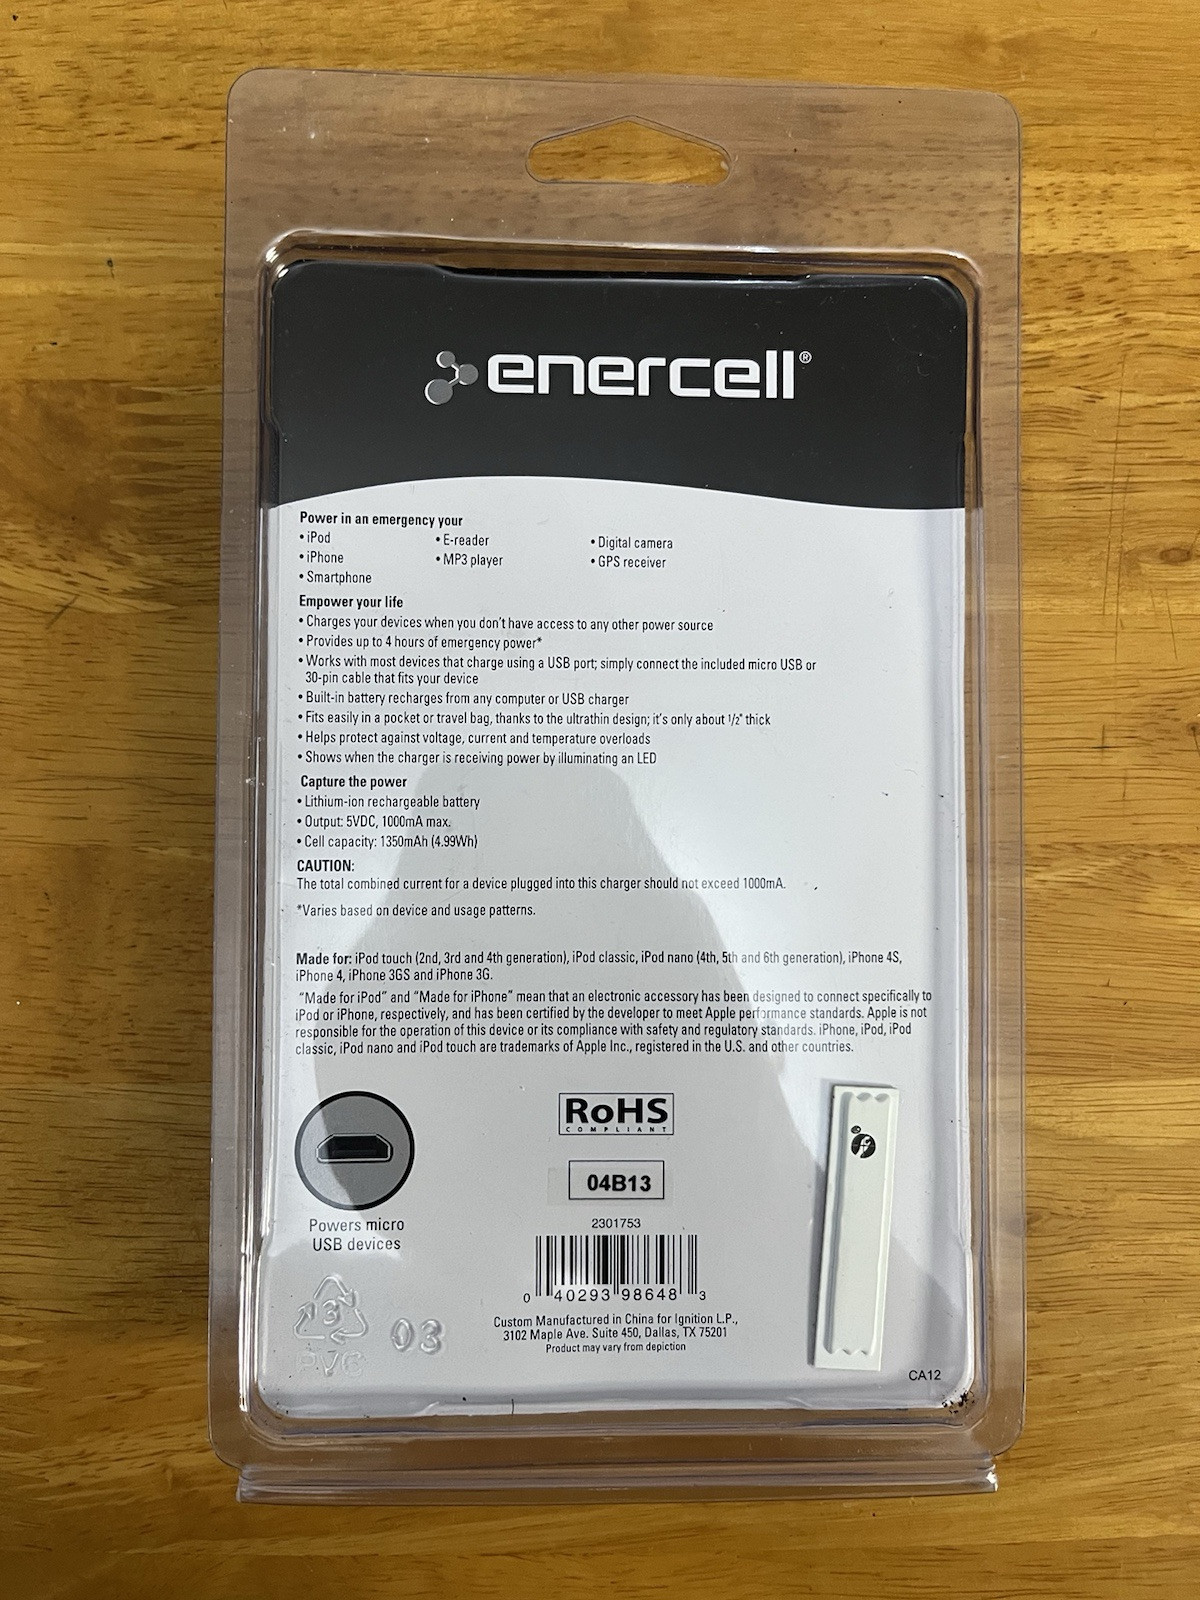 enercell®
Power in an emergency your
• iPod
• iPhone
• Smartphone
• E-reader
• MP3 player
• Digital camera
• GPS receiver
Empower your life
• Charges your devices when you don't have access to any other power source
• Provides up to 4 hours of emergency power*
• Works with most devices that charge using a USB port; simply connect the included micro USB or
30-pin cable that fits your device
• Built-in battery recharges from any computer or USB charger
• Fits easily in a pocket or travel bag, thanks to the ultrathin design; it's only about 1/2" thick
• Helps protect against voltage, current and temperature overloads
• Shows when the charger is receiving power by illuminating an LED
Capture the power
• Lithium-ion rechargeable battery
• Output: 5VDC, 1000mA max.
• Cell capacity: 1350mAh (4.99Wh)
CAUTION:
The total combined current for a device plugged into this charger should not exceed 1000mA.
*Varies based on device and usage patterns.
Made for: iPod touch (2nd, 3rd and 4th generation), iPod classic, iPod nano (4th, 5th and 6th generation), iPhone 4S,
iPhone 4, iPhone 3GS and iPhone 3G.
"Made for iPod" and "Made for iPhone" mean that an electronic accessory has been designed to connect specifically to
iPod or iPhone, respectively, and has been certified by the developer to meet Apple performance standards. Apple is not
responsible for the operation of this device or its compliance with safety and regulatory standards. iPhone, iPod, iPod
classic, iPod nano and iPod touch are trademarks of Apple Inc., registered in the U.S. and other countries.
Powers micro
USB devices
RoHS
COMPLIANT
04B13
2301753
0 40293 98648 3
Custom Manufactured in China for Ignition L.P.,
3102 Maple Ave. Suite 450, Dallas, TX 75201
Product may vary from depiction
3
PVC
03
CA12